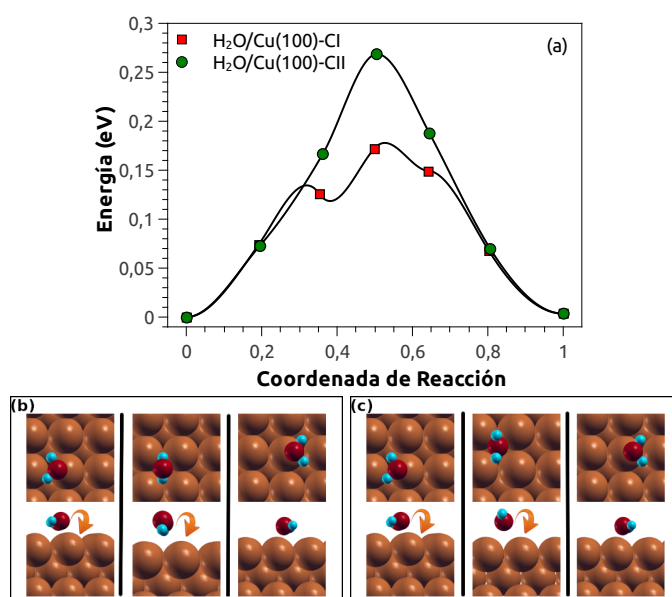 0,3
0,25
0,2
0,15
0,1
0,05
0
Energía (eV)
H₂O/Cu(100)-CI
H₂O/Cu(100)-CII
(a)
0 0,2 0,4 0,6 0,8 1
Coordenada de Reacción
(b)
(c)